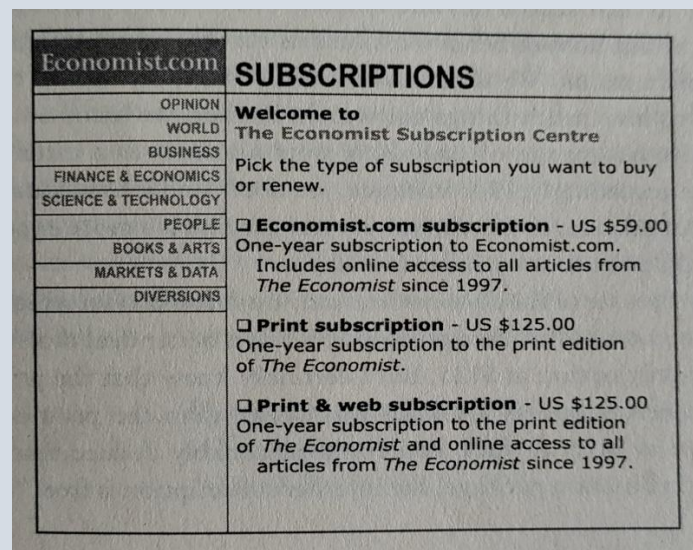 Economist.com
OPINION
WORLD
BUSINESS
FINANCE & ECONOMICS
SCIENCE & TECHNOLOGY
PEOPLE
BOOKS & ARTS
MARKETS & DATA
DIVERSIONS
SUBSCRIPTIONS
Welcome to
The Economist Subscription Centre
Pick the type of subscription you want to buy
or renew.
❑ Economist.com subscription - US $59.00
One-year subscription to Economist.com.
Includes online access to all articles from
The Economist since 1997.
❑ Print subscription - US $125.00
One-year subscription to the print edition
of The Economist.
❑ Print & web subscription - US $125.00
One-year subscription to the print edition
of The Economist and online access to all
articles from The Economist since 1997.